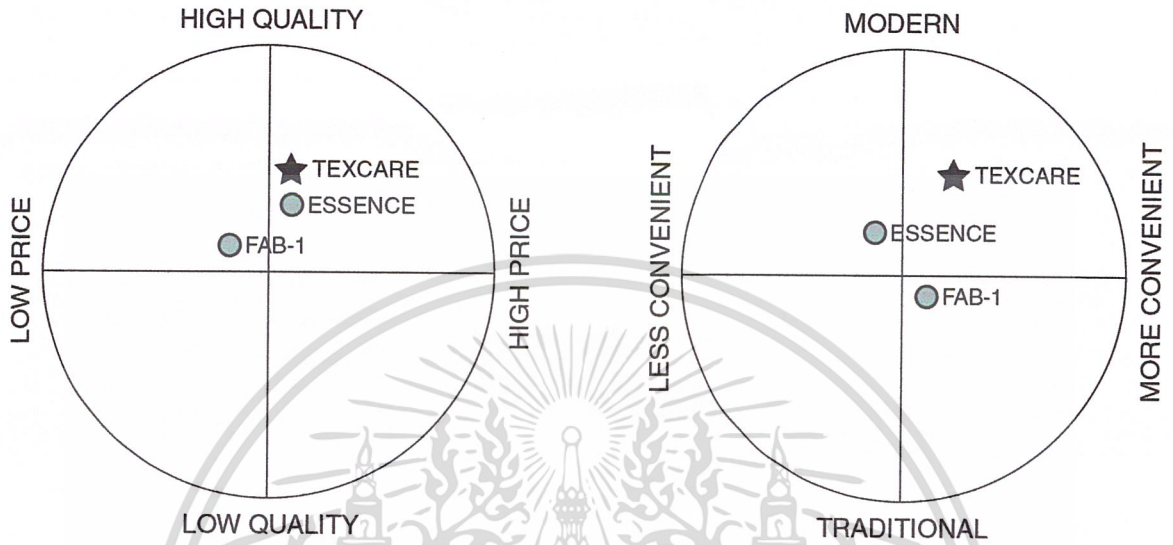 HIGH QUALITY
TEXCARE
ESSENCE
FAB-1
LOW PRICE
HIGH PRICE
LOW QUALITY
MODERN
TEXCARE
ESSENCE
FAB-1
LESS CONVENIENT
MORE CONVENIENT
TRADITIONAL